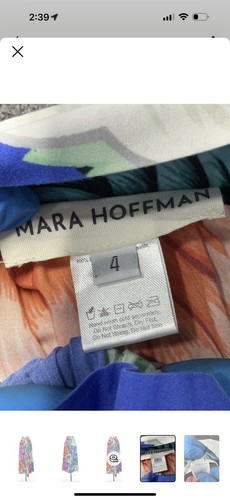 2:39
MARA HOFFMAN
4
Hand wash cold separately,
Do Not Bleach, Dry Flat,
Do Not Wring, Do Not Iron